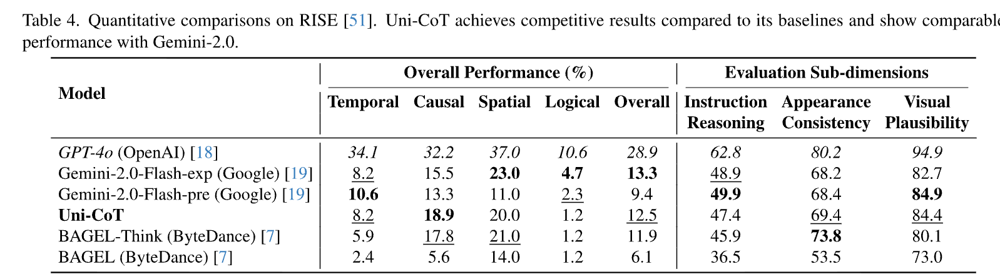 Table 4. Quantitative comparisons on RISE [51]. Uni-CoT achieves competitive results compared to its baselines and show comparable
performance with Gemini-2.0.
Model Overall Performance (%) Evaluation Sub-dimensions
Temporal Causal Spatial Logical Overall Instruction Reasoning Appearance Consistency Visual Plausibility
GPT-4o (OpenAI) [18] 34.1 32.2 37.0 10.6 28.9 62.8 80.2 94.9
Gemini-2.0-Flash-exp (Google) [19] 8.2 15.5 23.0 4.7 13.3 48.9 68.2 82.7
Gemini-2.0-Flash-pre (Google) [19] 10.6 13.3 11.0 2.3 9.4 49.9 68.4 84.9
Uni-CoT 8.2 18.9 20.0 1.2 12.5 47.4 69.4 84.4
BAGEL-Think (ByteDance) [7] 5.9 17.8 21.0 1.2 11.9 45.9 73.8 80.1
BAGEL (ByteDance) [7] 2.4 5.6 14.0 1.2 6.1 36.5 53.5 73.0